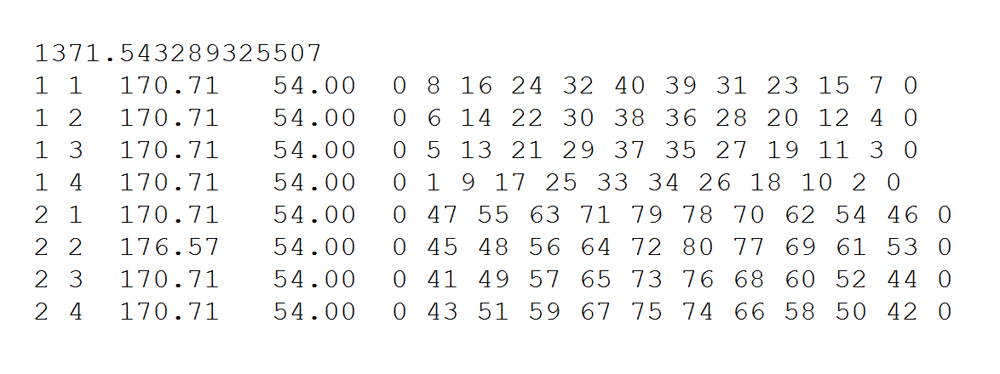 1371.543289325507
1 1 170.71 54.00 0 8 16 24 32 40 39 31 23 15 7 0
1 2 170.71 54.00 0 6 14 22 30 38 36 28 20 12 4 0
1 3 170.71 54.00 0 5 13 21 29 37 35 27 19 11 3 0
1 4 170.71 54.00 0 1 9 17 25 33 34 26 18 10 2 0
2 1 170.71 54.00 0 47 55 63 71 79 78 70 62 54 46 0
2 2 176.57 54.00 0 45 48 56 64 72 80 77 69 61 53 0
2 3 170.71 54.00 0 41 49 57 65 73 76 68 60 52 44 0
2 4 170.71 54.00 0 43 51 59 67 75 74 66 58 50 42 0